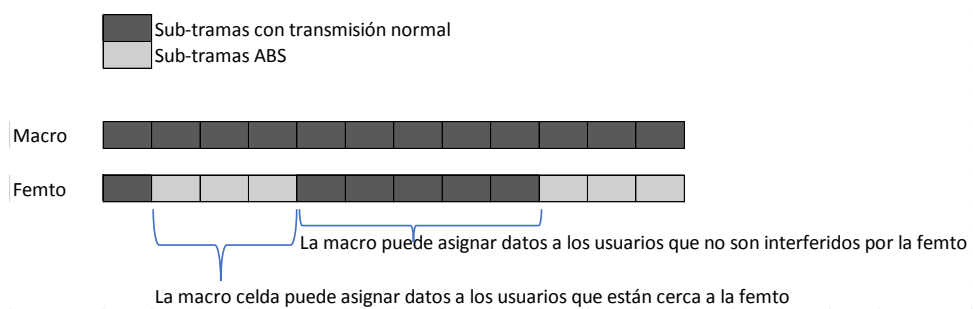 Sub-tramas con transmisión normal
Sub-tramas ABS
Macro
Femto
La macro puede asignar datos a los usuarios que no son interferidos por la femto
La macro celda puede asignar datos a los usuarios que están cerca a la femto